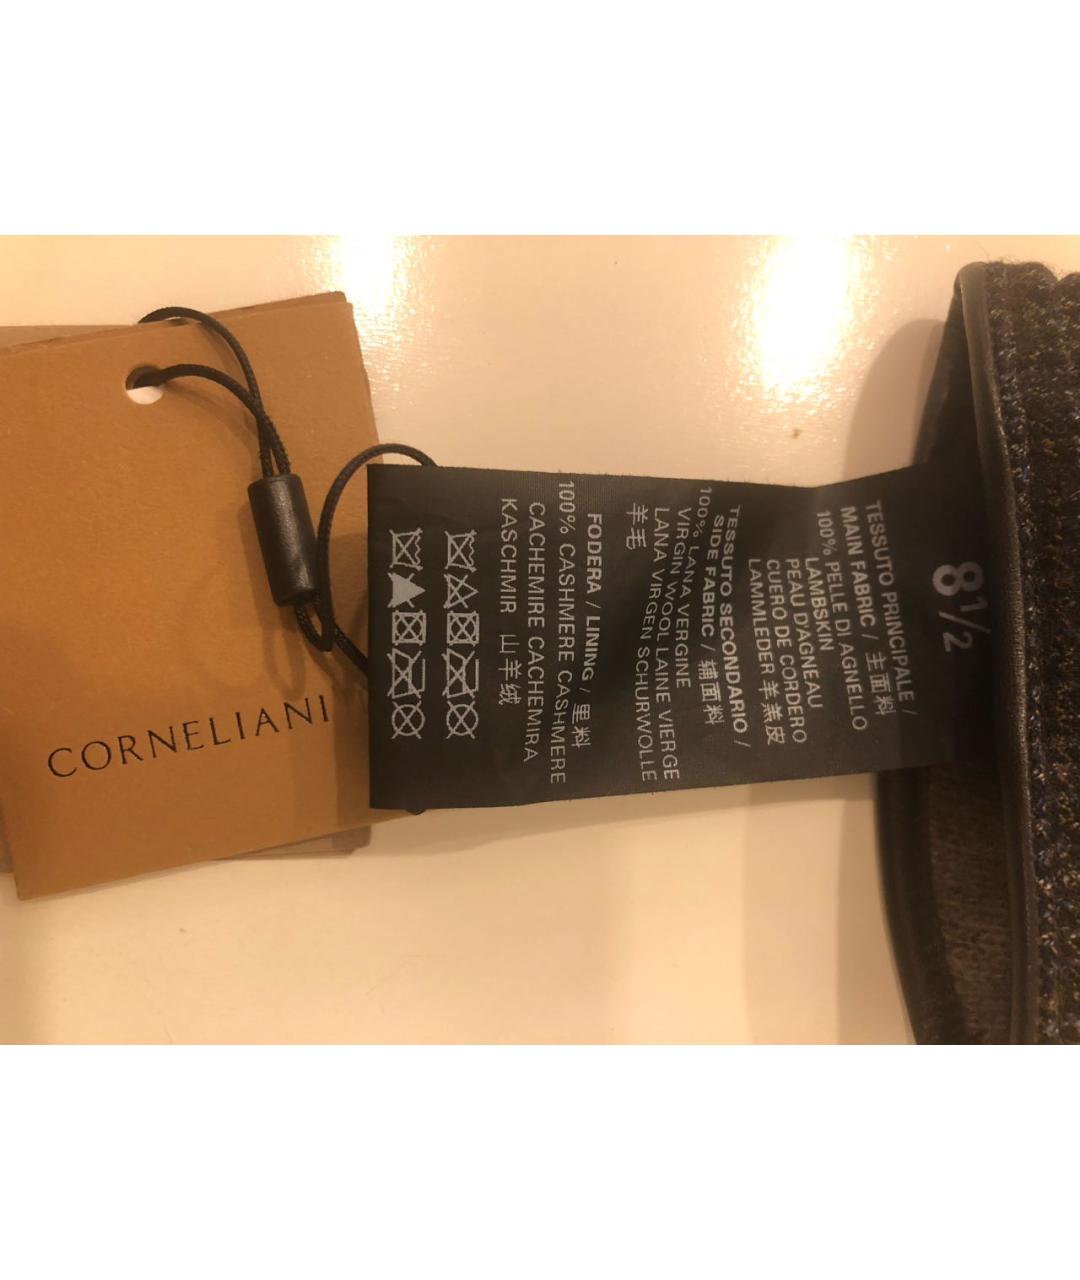 CORNELIANI
8½
TESSUTO PRINCIPALE /
MAIN FABRIC / 主面料
100% PELLE DI AGNELLO
LAMBSKIN
PEAU D'AGNEAU
CUERO DE CORDERO
LAMMLEDER 羊羔皮
TESSUTO SECONDARIO /
SIDE FABRIC / 辅面料
100% LANA VERGINE
VIRGIN WOOL LAINE VIERGE
LANA VIRGEN SCHURWOLLE
羊毛
FODERA / LINING / 里料
100% CASHMERE CASHMERE
CACHEMIRE CACHEMIRA
KASCHMIR 山羊绒